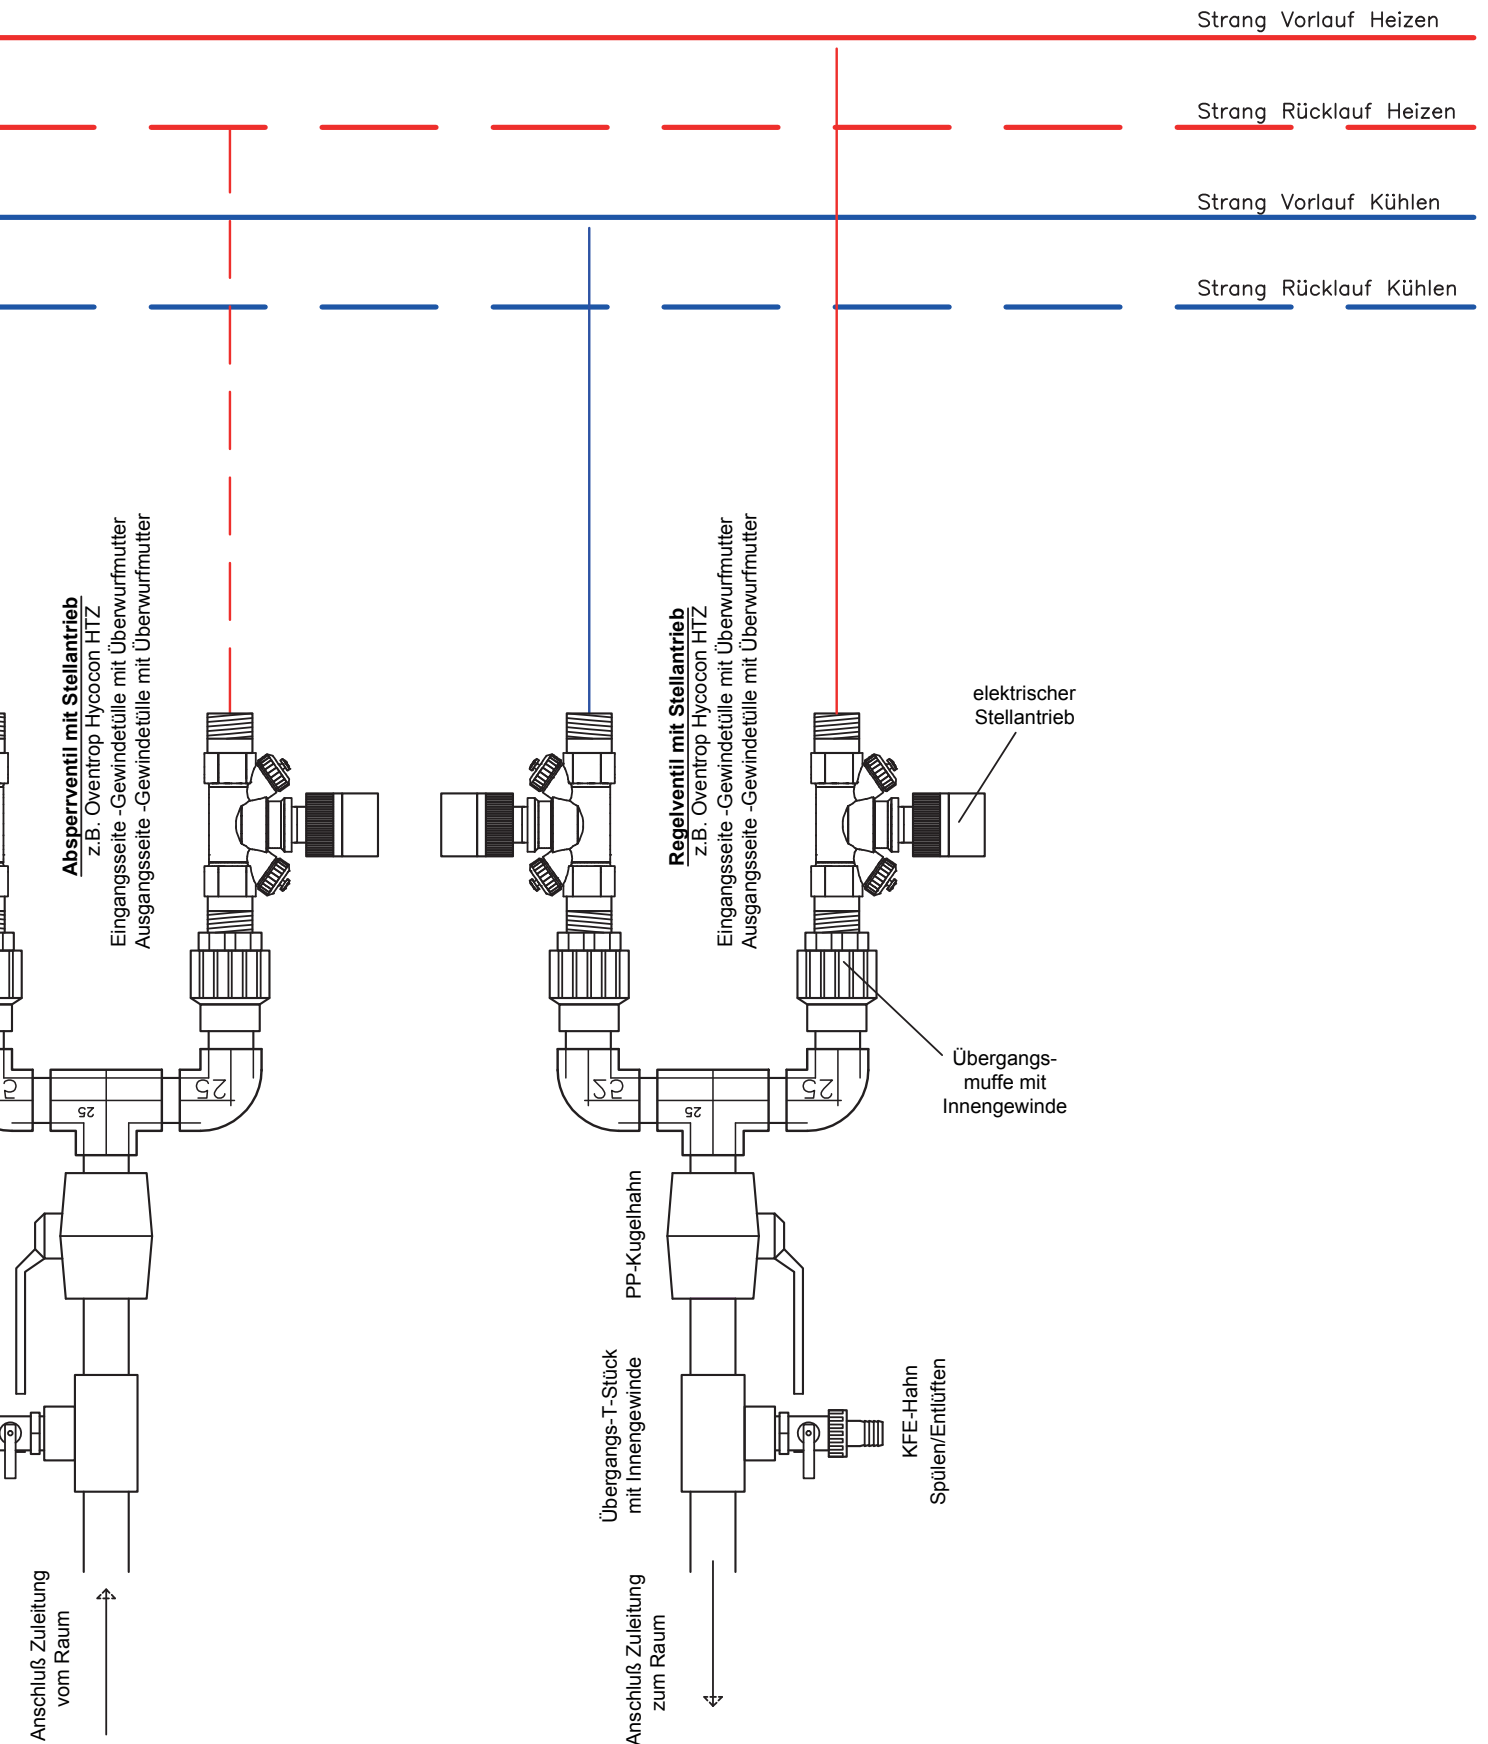 Strang Vorlauf Heizen
Strang Rücklauf Heizen
Strang Vorlauf Kühlen
Strang Rücklauf Kühlen
Absperrventil mit Stellantrieb
z.B. Oventrop Hycocon HTZ
Eingangsseite -Gewindetülle mit Überwurfmutter
Ausgangsseite -Gewindetülle mit Überwurfmutter
Regelventil mit Stellantrieb
z.B. Oventrop Hycocon HTZ
Eingangsseite -Gewindetülle mit Überwurfmutter
Ausgangsseite -Gewindetülle mit Überwurfmutter
elektrischer
Stellantrieb
Übergangs-
muffe mit
Innengewinde
25
25
25
25
25
PP-Kugelhahn
Übergangs-T-Stück
mit Innengewinde
KFE-Hahn
Spülen/Entlüften
Anschluß Zuleitung
vom Raum
Anschluß Zuleitung
zum Raum